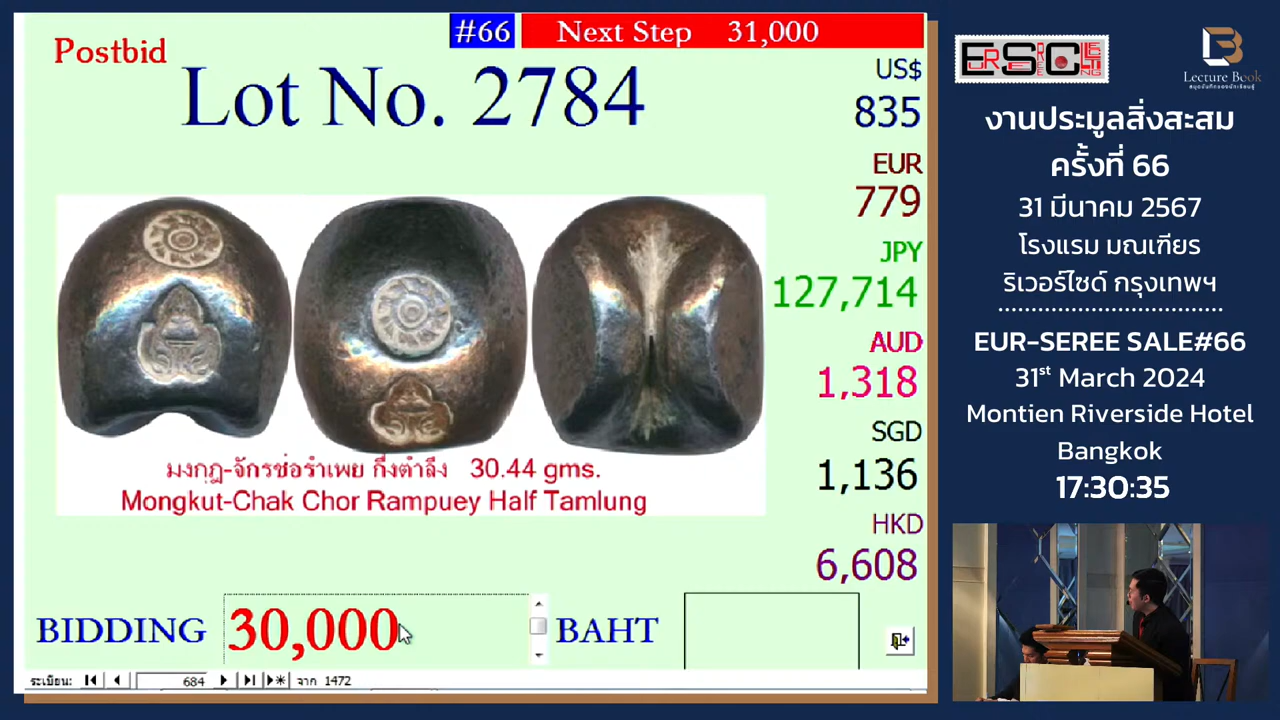 Postbid
#66
Next Step 31,000
Lot No. 2784
US$
835
EUR
779
JPY
127,714
AUD
1,318
SGD
1,136
HKD
6,608
มงกุฎ-จักรช่อรำเพย กึ่งตำลึง 30.44 gms.
Mongkut-Chak Chor Rampuey Half Tamlung
BIDDING 30,000 BAHT
ระเบียน: 684 จาก 1472
Lecture Book
งานประมูลสิ่งสะสม
ครั้งที่ 66
31 มีนาคม 2567
โรงแรม มณเฑียร
ริเวอร์ไซด์ กรุงเทพฯ
EUR-SEREE SALE#66
31st March 2024
Montien Riverside Hotel
Bangkok
17:30:35